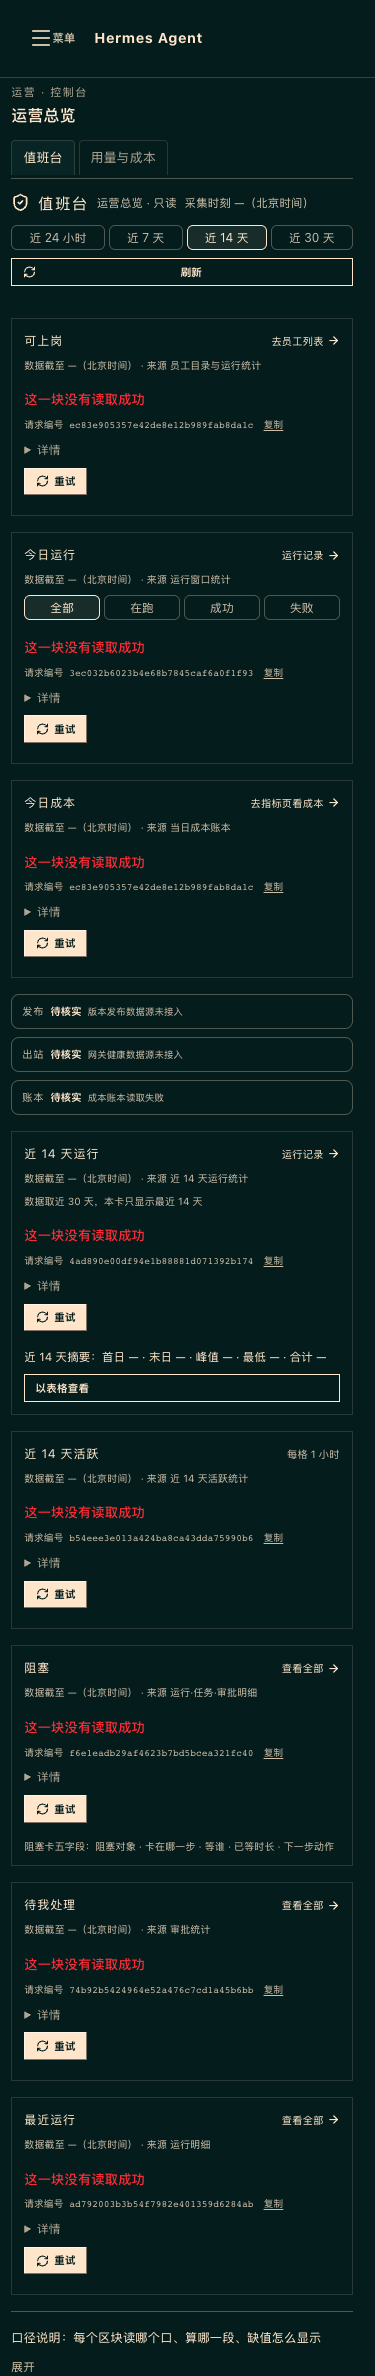 菜单 Hermes Agent
运营 · 控制台
运营总览
值班台 用量与成本
值班台 运营总览 · 只读 采集时刻 —（北京时间）
近 24 小时 近 7 天 近 14 天 近 30 天
刷新
可上岗 去员工列表 →
数据截至 —（北京时间） · 来源 员工目录与运行统计
这一块没有读取成功
请求编号 ec83e905357e42de8e12b989fab8da1c 复制
▶ 详情
重试
今日运行 运行记录 →
数据截至 —（北京时间） · 来源 运行窗口统计
全部 在跑 成功 失败
这一块没有读取成功
请求编号 3ec032b6023b4e68b7845caf6a0f1f93 复制
▶ 详情
重试
今日成本 去指标页看成本 →
数据截至 —（北京时间） · 来源 当日成本账本
这一块没有读取成功
请求编号 ec83e905357e42de8e12b989fab8da1c 复制
▶ 详情
重试
发布 待核实 版本发布数据源未接入
出站 待核实 网关健康数据源未接入
账本 待核实 成本账本读取失败
近 14 天运行 运行记录 →
数据截至 —（北京时间） · 来源 近 14 天运行统计
数据取近 30 天，本卡只显示最近 14 天
这一块没有读取成功
请求编号 4ad890e00df94e1b88881d071392b174 复制
▶ 详情
重试
近 14 天摘要：首日 — · 末日 — · 峰值 — · 最低 — · 合计 —
以表格查看
近 14 天活跃 每格 1 小时
数据截至 —（北京时间） · 来源 近 14 天活跃统计
这一块没有读取成功
请求编号 b54eee3e013a424ba8ca43dda75990b6 复制
▶ 详情
重试
阻塞 查看全部 →
数据截至 —（北京时间） · 来源 运行·任务·审批明细
这一块没有读取成功
请求编号 f6e1eadb29af4623b7bd5bcea321fc40 复制
▶ 详情
重试
阻塞卡五字段：阻塞对象 · 卡在哪一步 · 等谁 · 已等时长 · 下一步动作
待我处理 查看全部 →
数据截至 —（北京时间） · 来源 审批统计
这一块没有读取成功
请求编号 74b92b5424964e52a476c7cd1a45b6bb 复制
▶ 详情
重试
最近运行 查看全部 →
数据截至 —（北京时间） · 来源 运行明细
这一块没有读取成功
请求编号 ad792003b3b54f7982e401359d6284ab 复制
▶ 详情
重试
口径说明：每个区块读哪个口、算哪一段、缺值怎么显示
展开